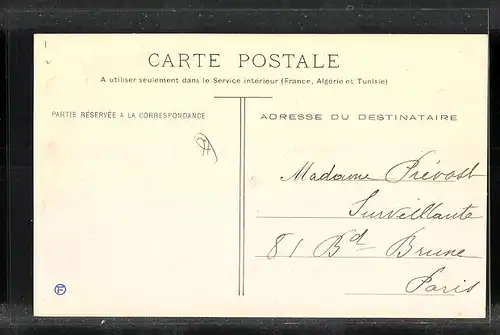 CARTE POSTALE
A utiliser seulement dans le Service intérieur (France, Algérie et Tunisie)
PARTIE RÉSERVÉE A LA CORRESPONDANCE
ADRESSE DU DESTINATAIRE
Madame Prévost
Surveillante
81 Bd Brune
Paris